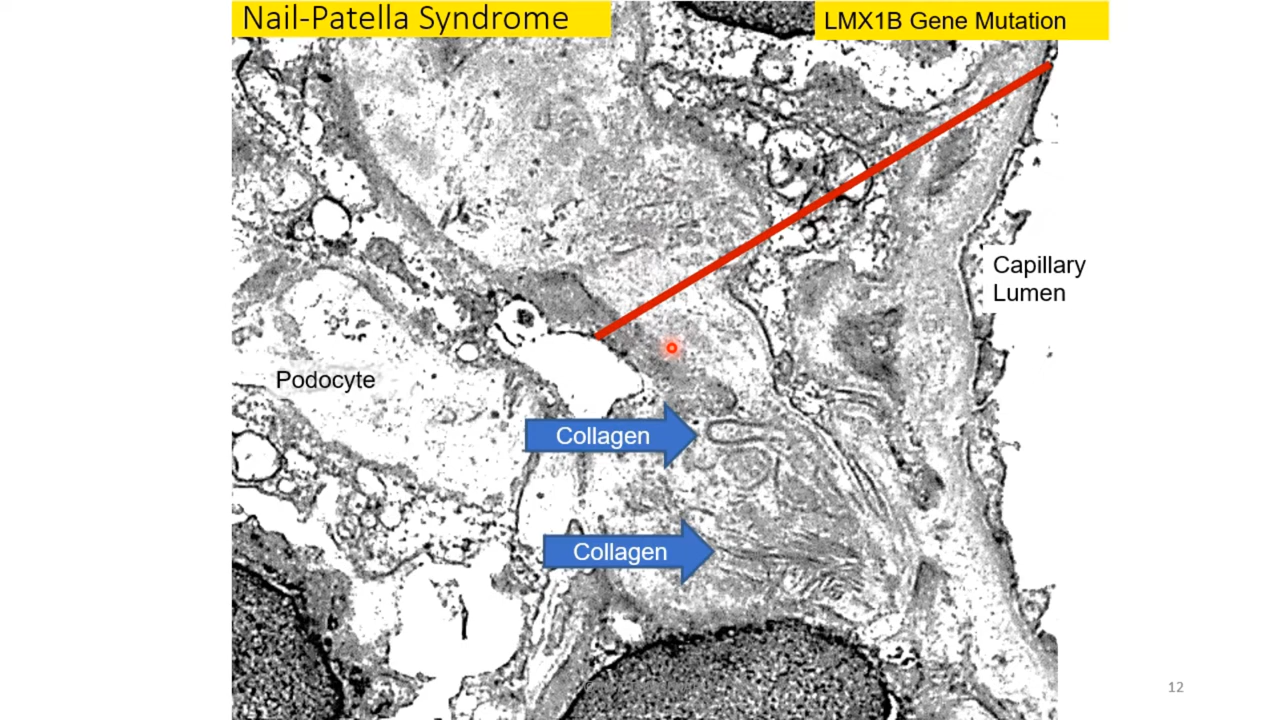 Nail-Patella Syndrome
LMX1B Gene Mutation
Capillary
Lumen
Podocyte
Collagen
Collagen
12